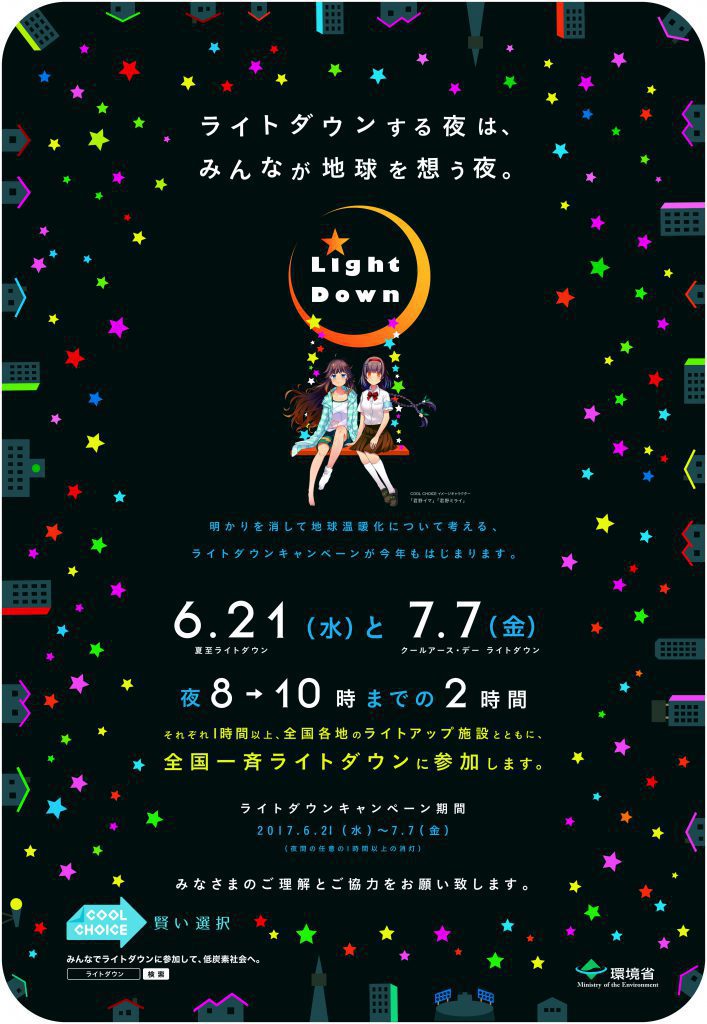 ライトダウンする夜は、
みんなが地球を想う夜。
Light
Down
COOL CHOICE イメージキャラクター
「君野イマ」「君野ミライ」
明かりを消して地球温暖化について考える、
ライトダウンキャンペーンが今年もはじまります。
6.21(水)と 7.7(金)
夏至ライトダウン クールアース・デー ライトダウン
夜8→10時までの2時間
それぞれ1時間以上、全国各地のライトアップ施設とともに、
全国一斉ライトダウンに参加します。
ライトダウンキャンペーン期間
2017.6.21(水)〜7.7(金)
(夜間の任意の1時間以上の消灯)
みなさまのご理解とご協力をお願い致します。
COOL
CHOICE
賢い選択
みんなでライトダウンに参加して、低炭素社会へ。
ライトダウン 検索
環境省
Ministry of the Environment